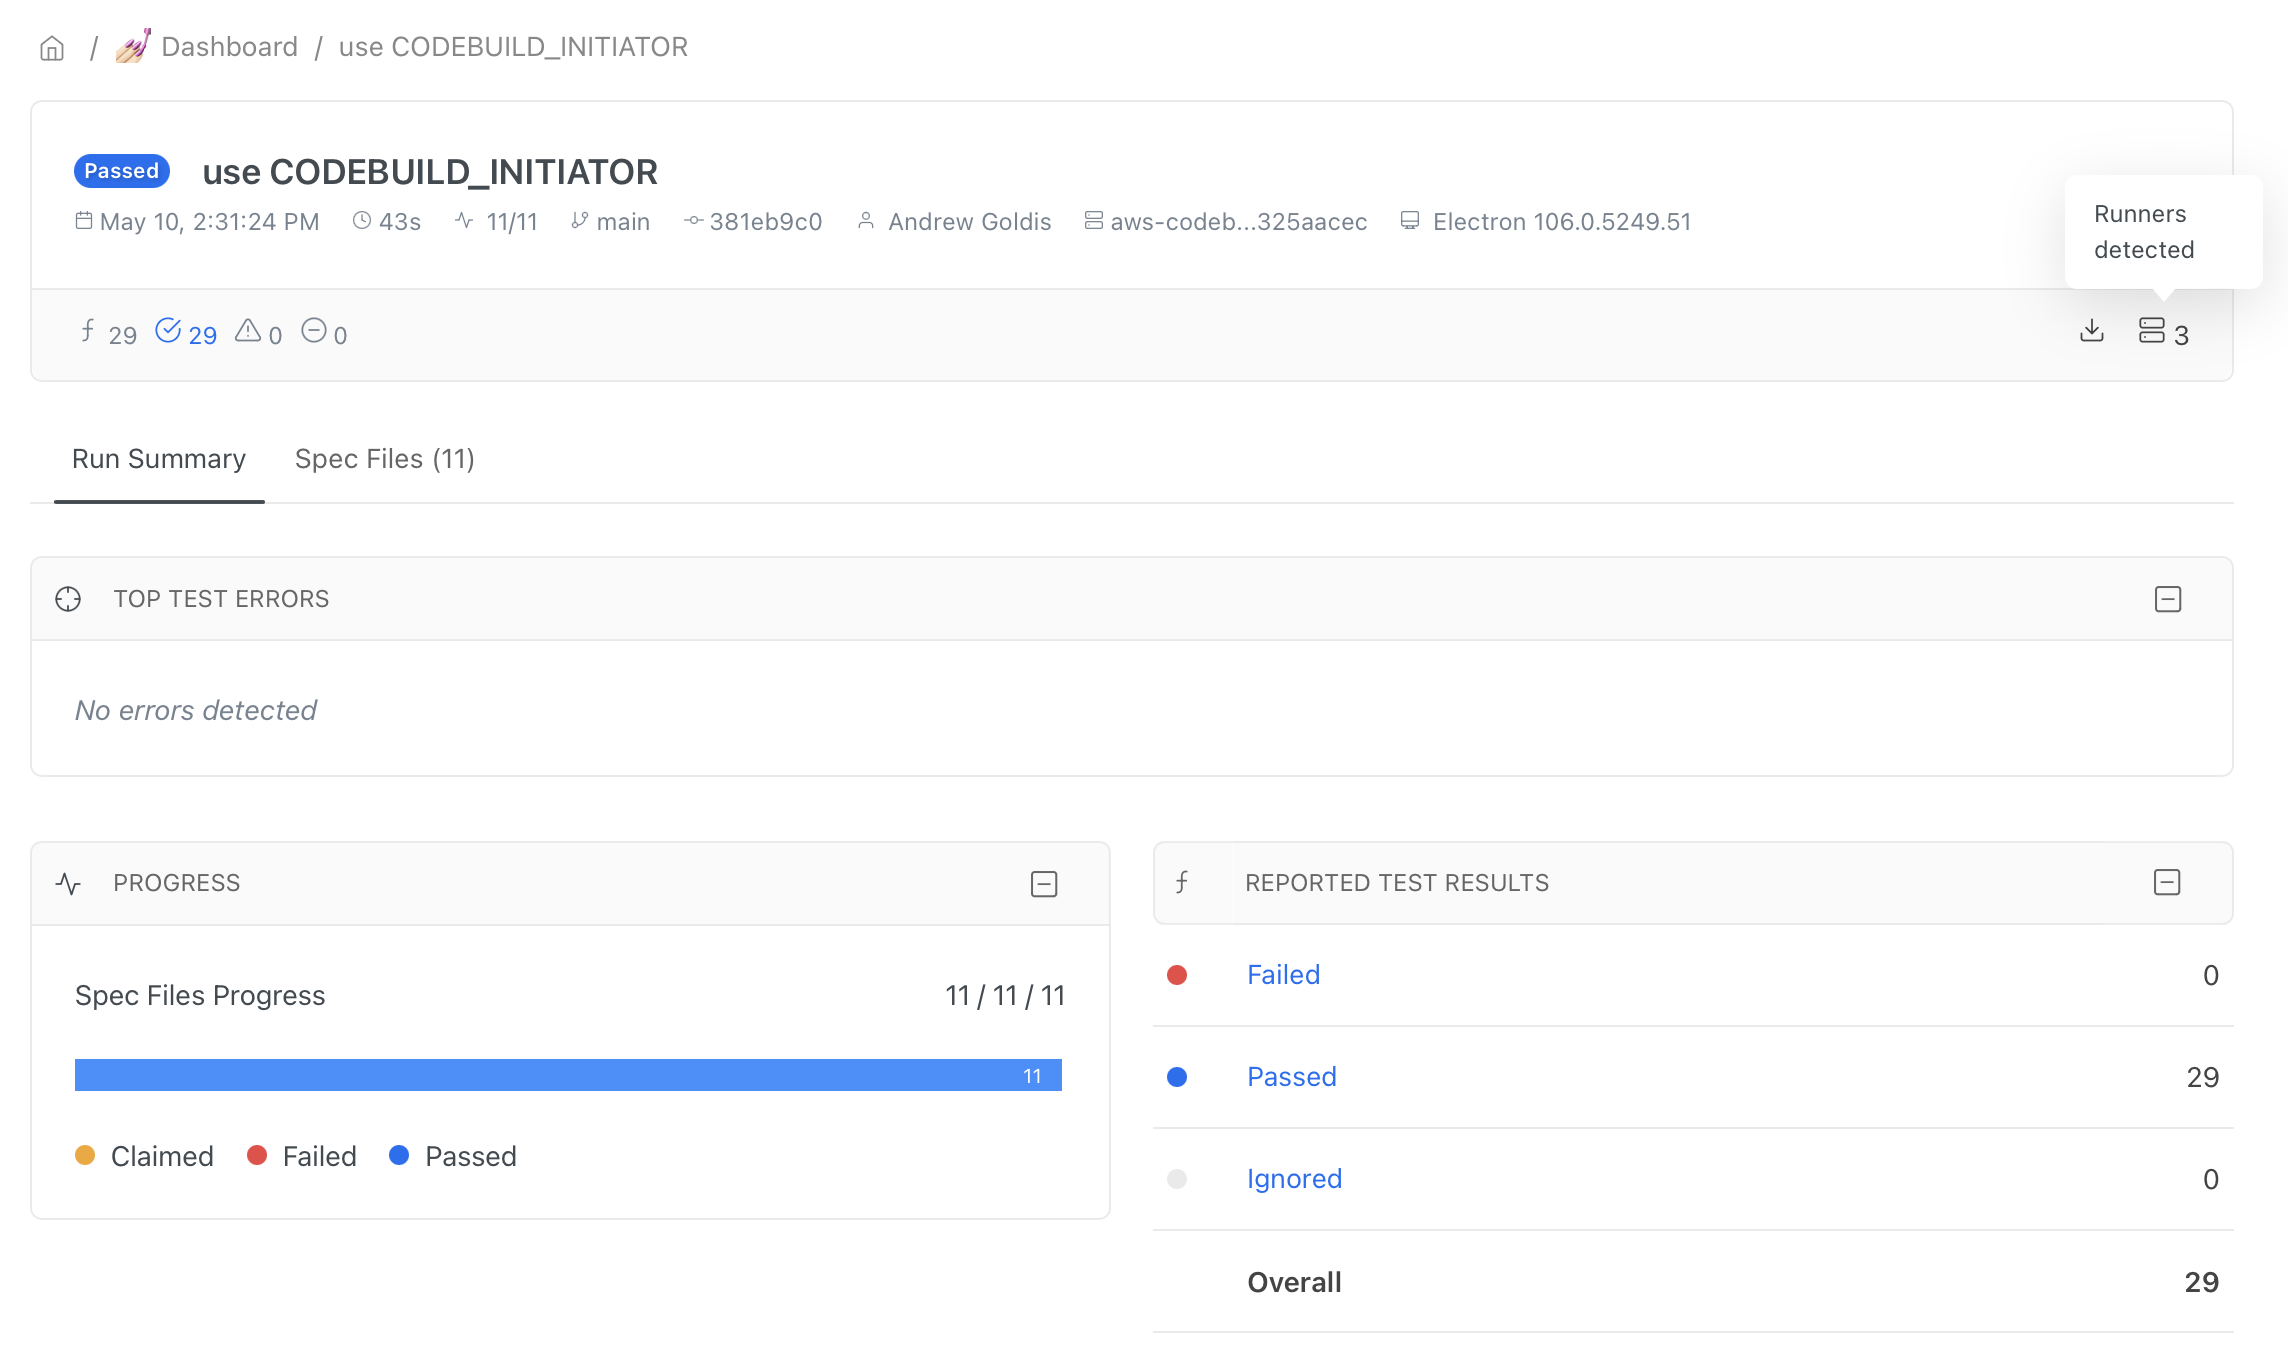 / Dashboard / use CODEBUILD_INITIATOR
Passed use CODEBUILD_INITIATOR
May 10, 2:31:24 PM 43s 11/11 main 381eb9c0 Andrew Goldis aws-codeb...325aacec Electron 106.0.5249.51
Runners
detected
29 29 0 0 3
Run Summary Spec Files (11)
TOP TEST ERRORS
No errors detected
PROGRESS
Spec Files Progress 11 / 11 / 11
11
Claimed Failed Passed
REPORTED TEST RESULTS
Failed 0
Passed 29
Ignored 0
Overall 29